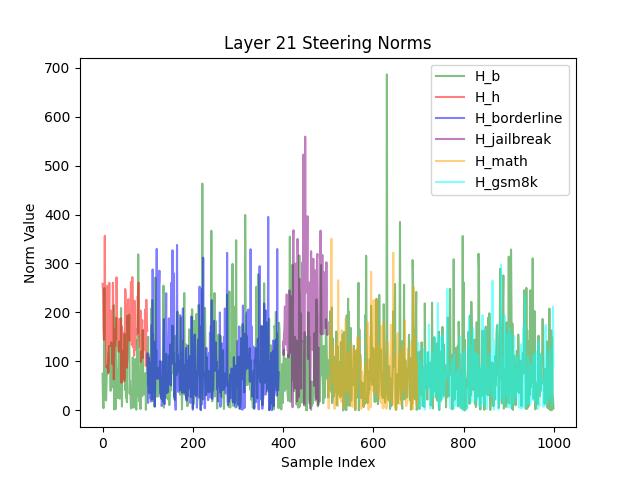 Layer 21 Steering Norms
Norm Value
700
600
500
400
300
200
100
0
H_b
H_h
H_borderline
H_jailbreak
H_math
H_gsm8k
0
200
400
600
800
1000
Sample Index